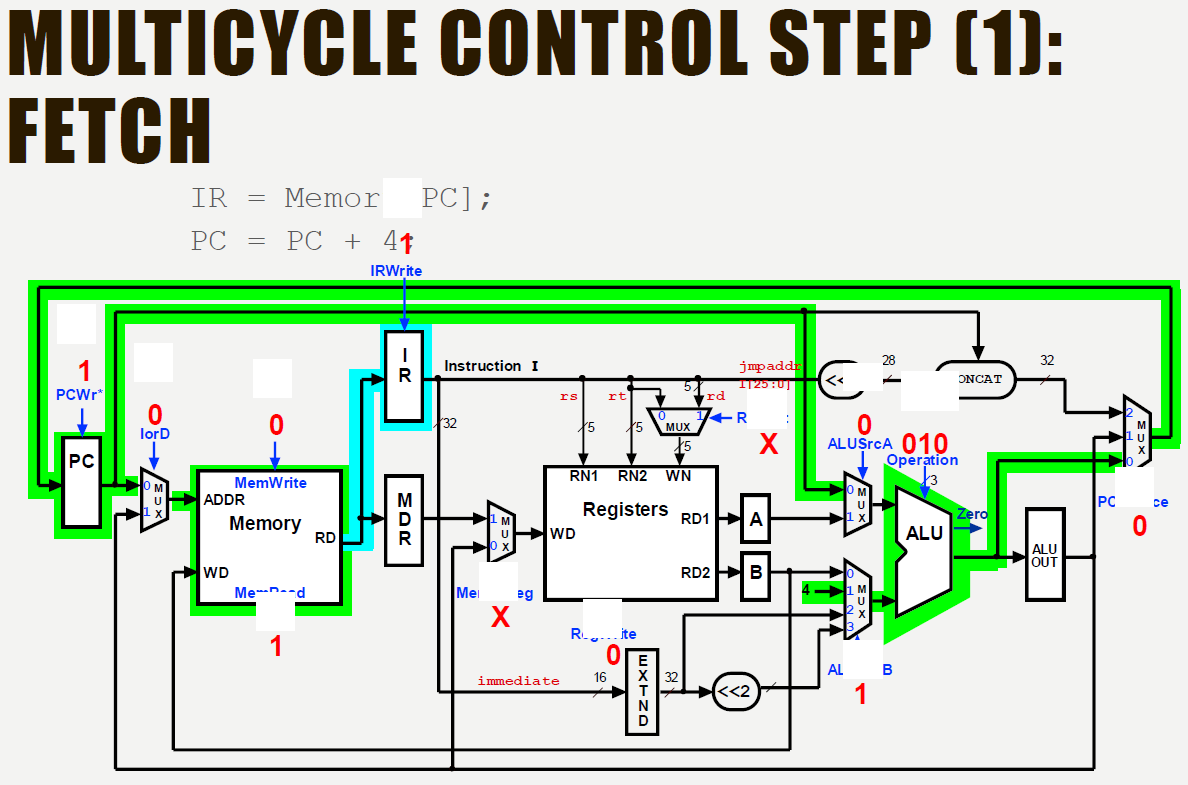 MULTICYCLE CONTROL STEP (1):
FETCH
IR = Memor PC];
PC = PC + 4;
1
IRWrite
1
PCWr*
0
IorD
0
MemWrite
PC
0
1
M
U
X
ADDR
Memory
RD
WD
1
I
R
Instruction I
32
M
D
R
1
0
M
U
X
X
rs
rt
rd
5
5
5
5
0
1
MUX
R
X
RN1
RN2
WN
Registers
WD
RD1
RD2
0
A
B
jmpaddr
I[25:0]
<<
28
CONCAT
32
0
ALUSrcA
010
Operation
3
0
1
M
U
X
4
0
1
2
3
M
U
X
AL B
1
ALU
Zero
ALU
OUT
2
1
0
M
U
X
PC ce
0
immediate
16
E
X
T
N
D
32
<<2